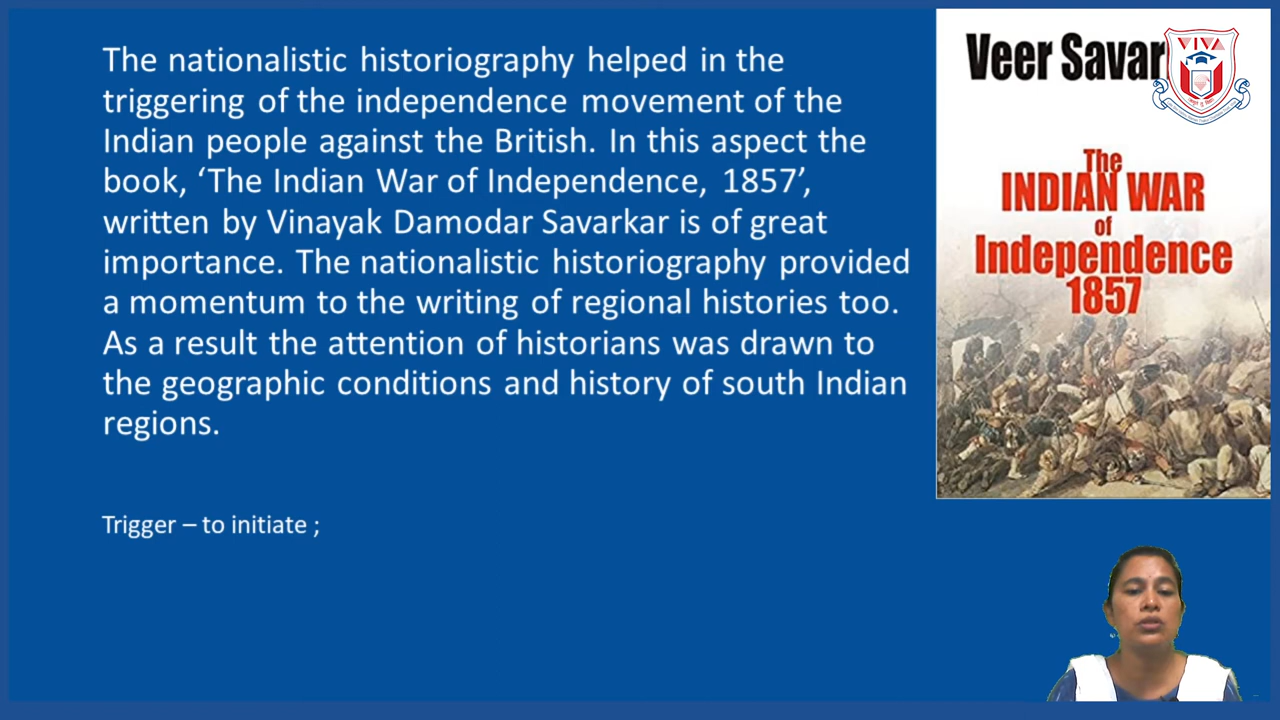 The nationalistic historiography helped in the
triggering of the independence movement of the
Indian people against the British. In this aspect the
book, ‘The Indian War of Independence, 1857’,
written by Vinayak Damodar Savarkar is of great
importance. The nationalistic historiography provided
a momentum to the writing of regional histories too.
As a result the attention of historians was drawn to
the geographic conditions and history of south Indian
regions.
Trigger – to initiate ;
Veer Savar
VIVA
The
INDIAN WAR
of
Independence
1857